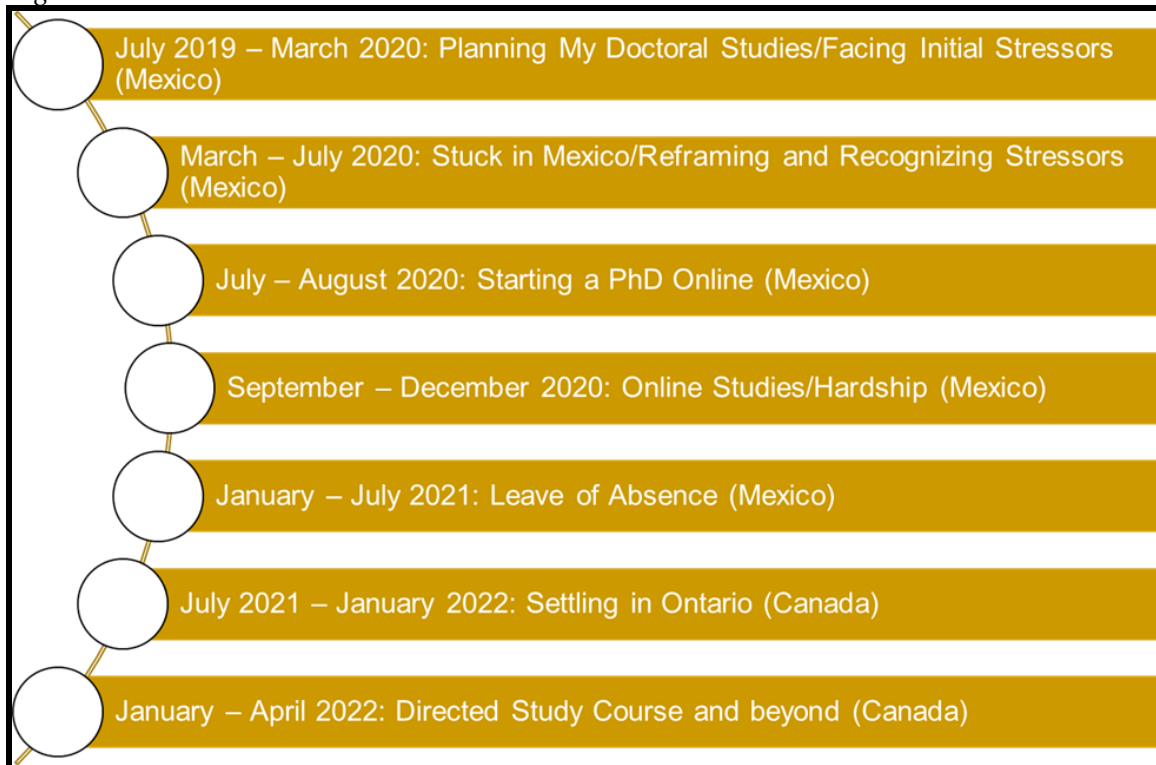 July 2019 – March 2020: Planning My Doctoral Studies/Facing Initial Stressors
(Mexico)
March – July 2020: Stuck in Mexico/Reframing and Recognizing Stressors
(Mexico)
July – August 2020: Starting a PhD Online (Mexico)
September – December 2020: Online Studies/Hardship (Mexico)
January – July 2021: Leave of Absence (Mexico)
July 2021 – January 2022: Settling in Ontario (Canada)
January – April 2022: Directed Study Course and beyond (Canada)